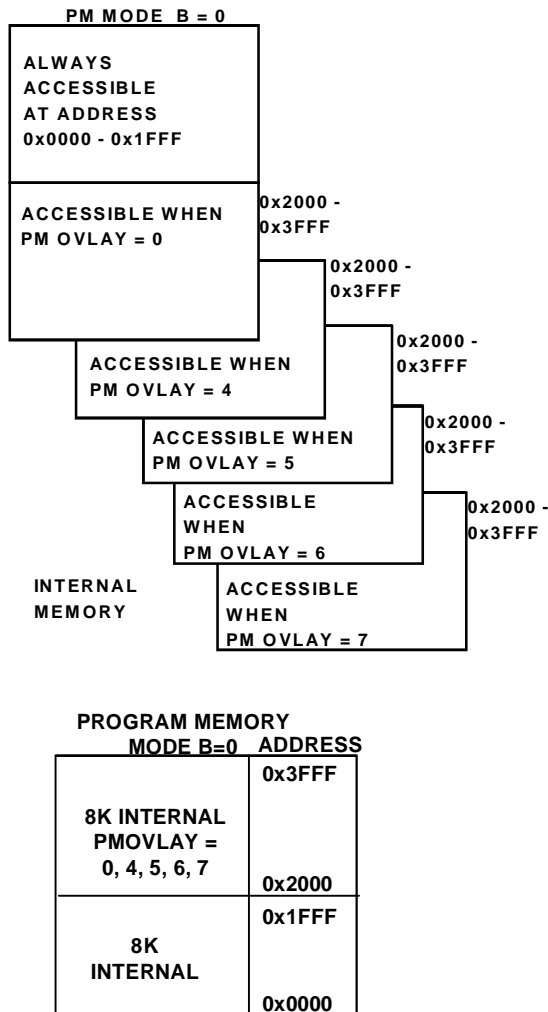 PM MODE B = 0
ALWAYS
ACCESSIBLE
AT ADDRESS
0x0000 - 0x1FFF
ACCESSIBLE WHEN
PM OVLAY = 0
0x2000 -
0x3FFF
0x2000 -
0x3FFF
ACCESSIBLE WHEN
PM OVLAY = 4
0x2000 -
0x3FFF
ACCESSIBLE WHEN
PM OVLAY = 5
0x2000 -
0x3FFF
ACCESSIBLE
WHEN
PM OVLAY = 6
0x2000 -
0x3FFF
INTERNAL
MEMORY
ACCESSIBLE
WHEN
PM OVLAY = 7
PROGRAM MEMORY
MODE B=0 ADDRESS
0x3FFF
8K INTERNAL
PMOVLAY =
0, 4, 5, 6, 7
0x2000
0x1FFF
8K
INTERNAL
0x0000